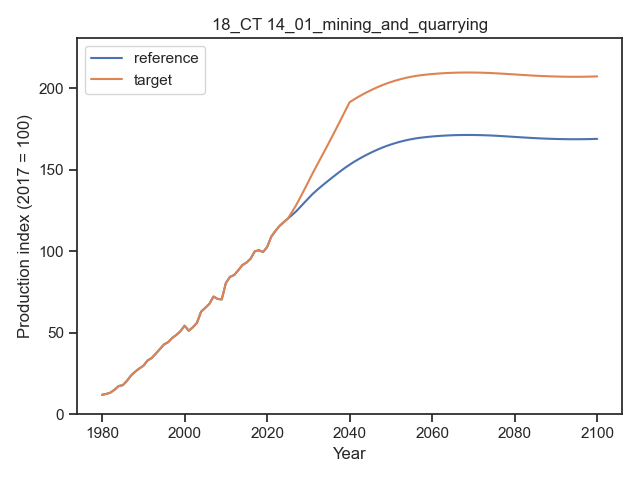 18_CT 14_01_mining_and_quarrying
reference
target
Production index (2017 = 100)
200
150
100
50
0
1980
2000
2020
2040
2060
2080
2100
Year